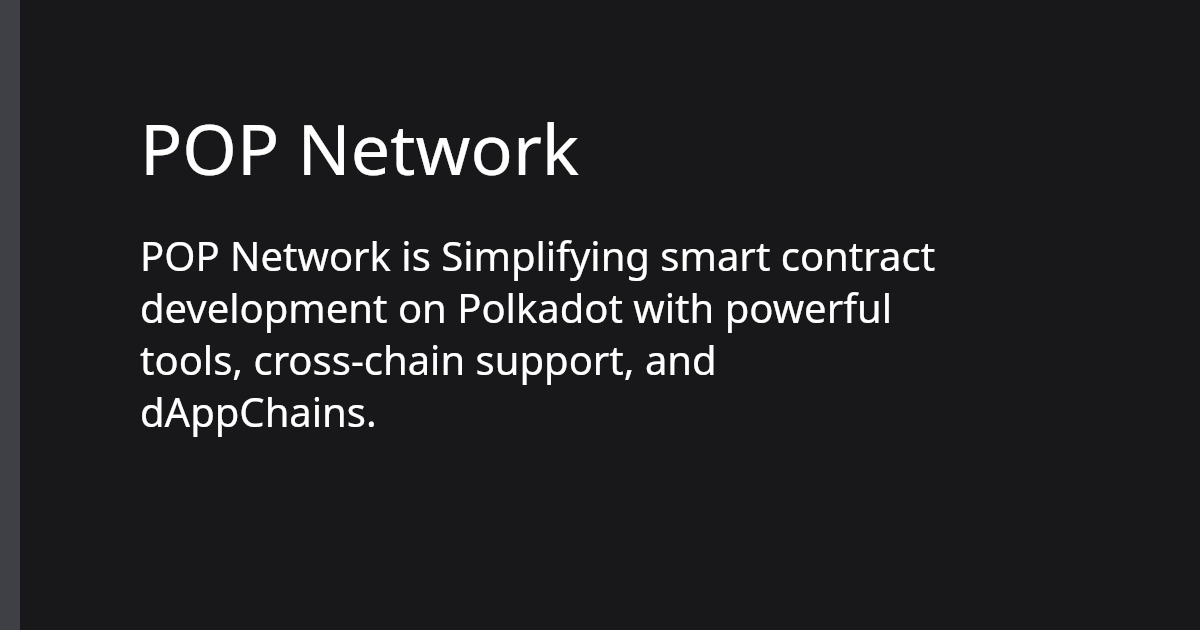 POP Network
POP Network is Simplifying smart contract
development on Polkadot with powerful
tools, cross-chain support, and
dAppChains.